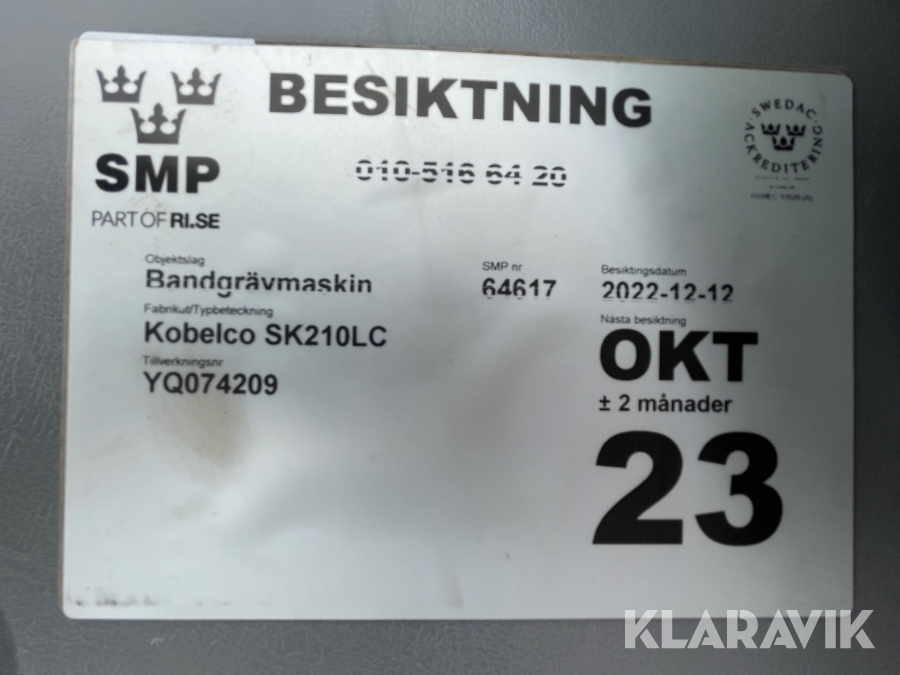 BESIKTNING
SMP
PART OF RI.SE
010-516 64 20
SWEDAC ACKREDITERING
Objektslag
Bandgrävmaskin
SMP nr
64617
Besiktingsdatum
2022-12-12
Fabrikat/Typbeteckning
Kobelco SK210LC
Nästa besiktning
OKT
± 2 månader
23
Tillverkningsnr
YQ074209
KLARAVIK